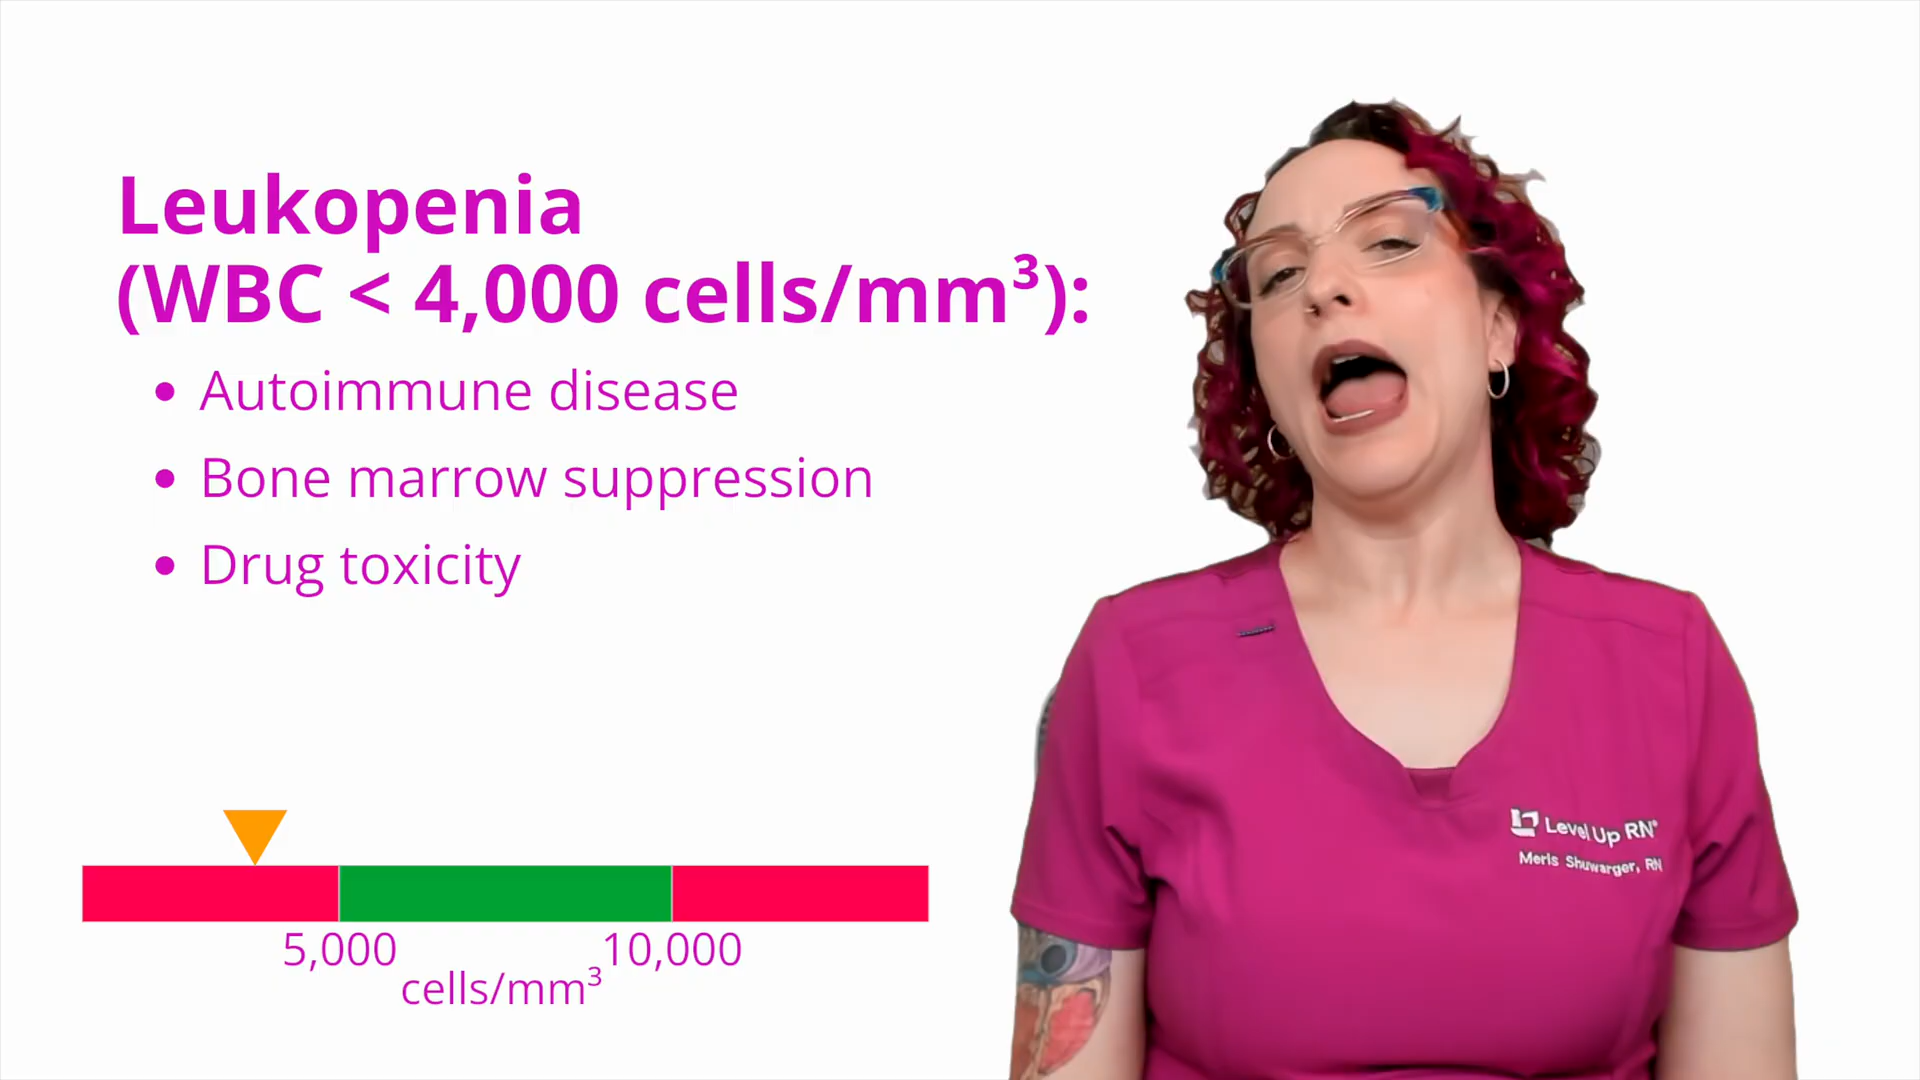 Leukopenia
(WBC < 4,000 cells/mm³):
• Autoimmune disease
• Bone marrow suppression
• Drug toxicity
5,000 10,000
cells/mm³
Level Up RN®
Meris Shuwarger, RN